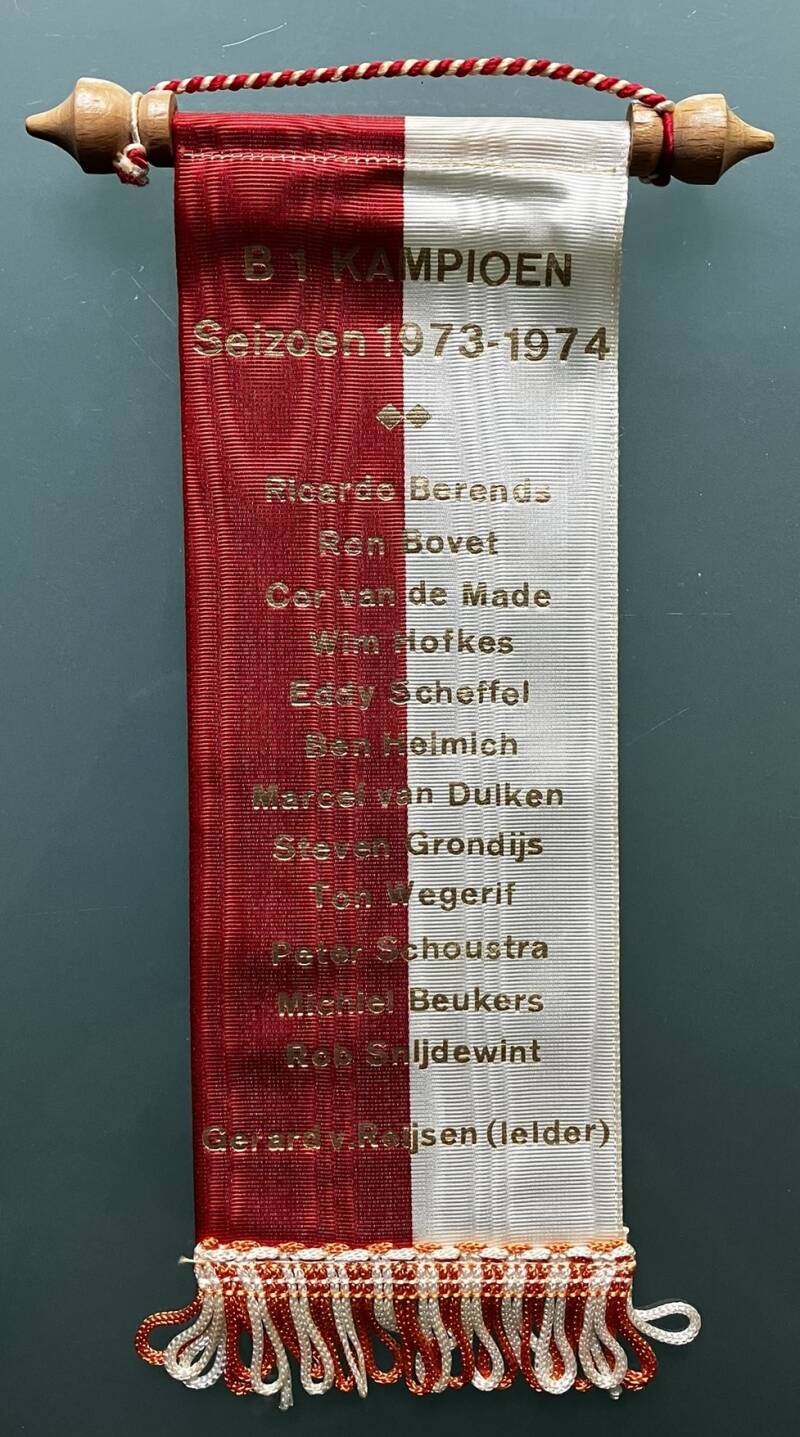 B 1 KAMPIOEN
Seizoen 1973-1974
Ricardo Berends
Ron Bovet
Cor van de Made
Wim Hofkes
Eddy Scheffel
Ben Helmich
Marcel van Dulken
Steven Grondijs
Ton Wegerif
Peter Schoustra
Michiel Beukers
Rob Snijdewint
Gerard v.Reijsen (leider)